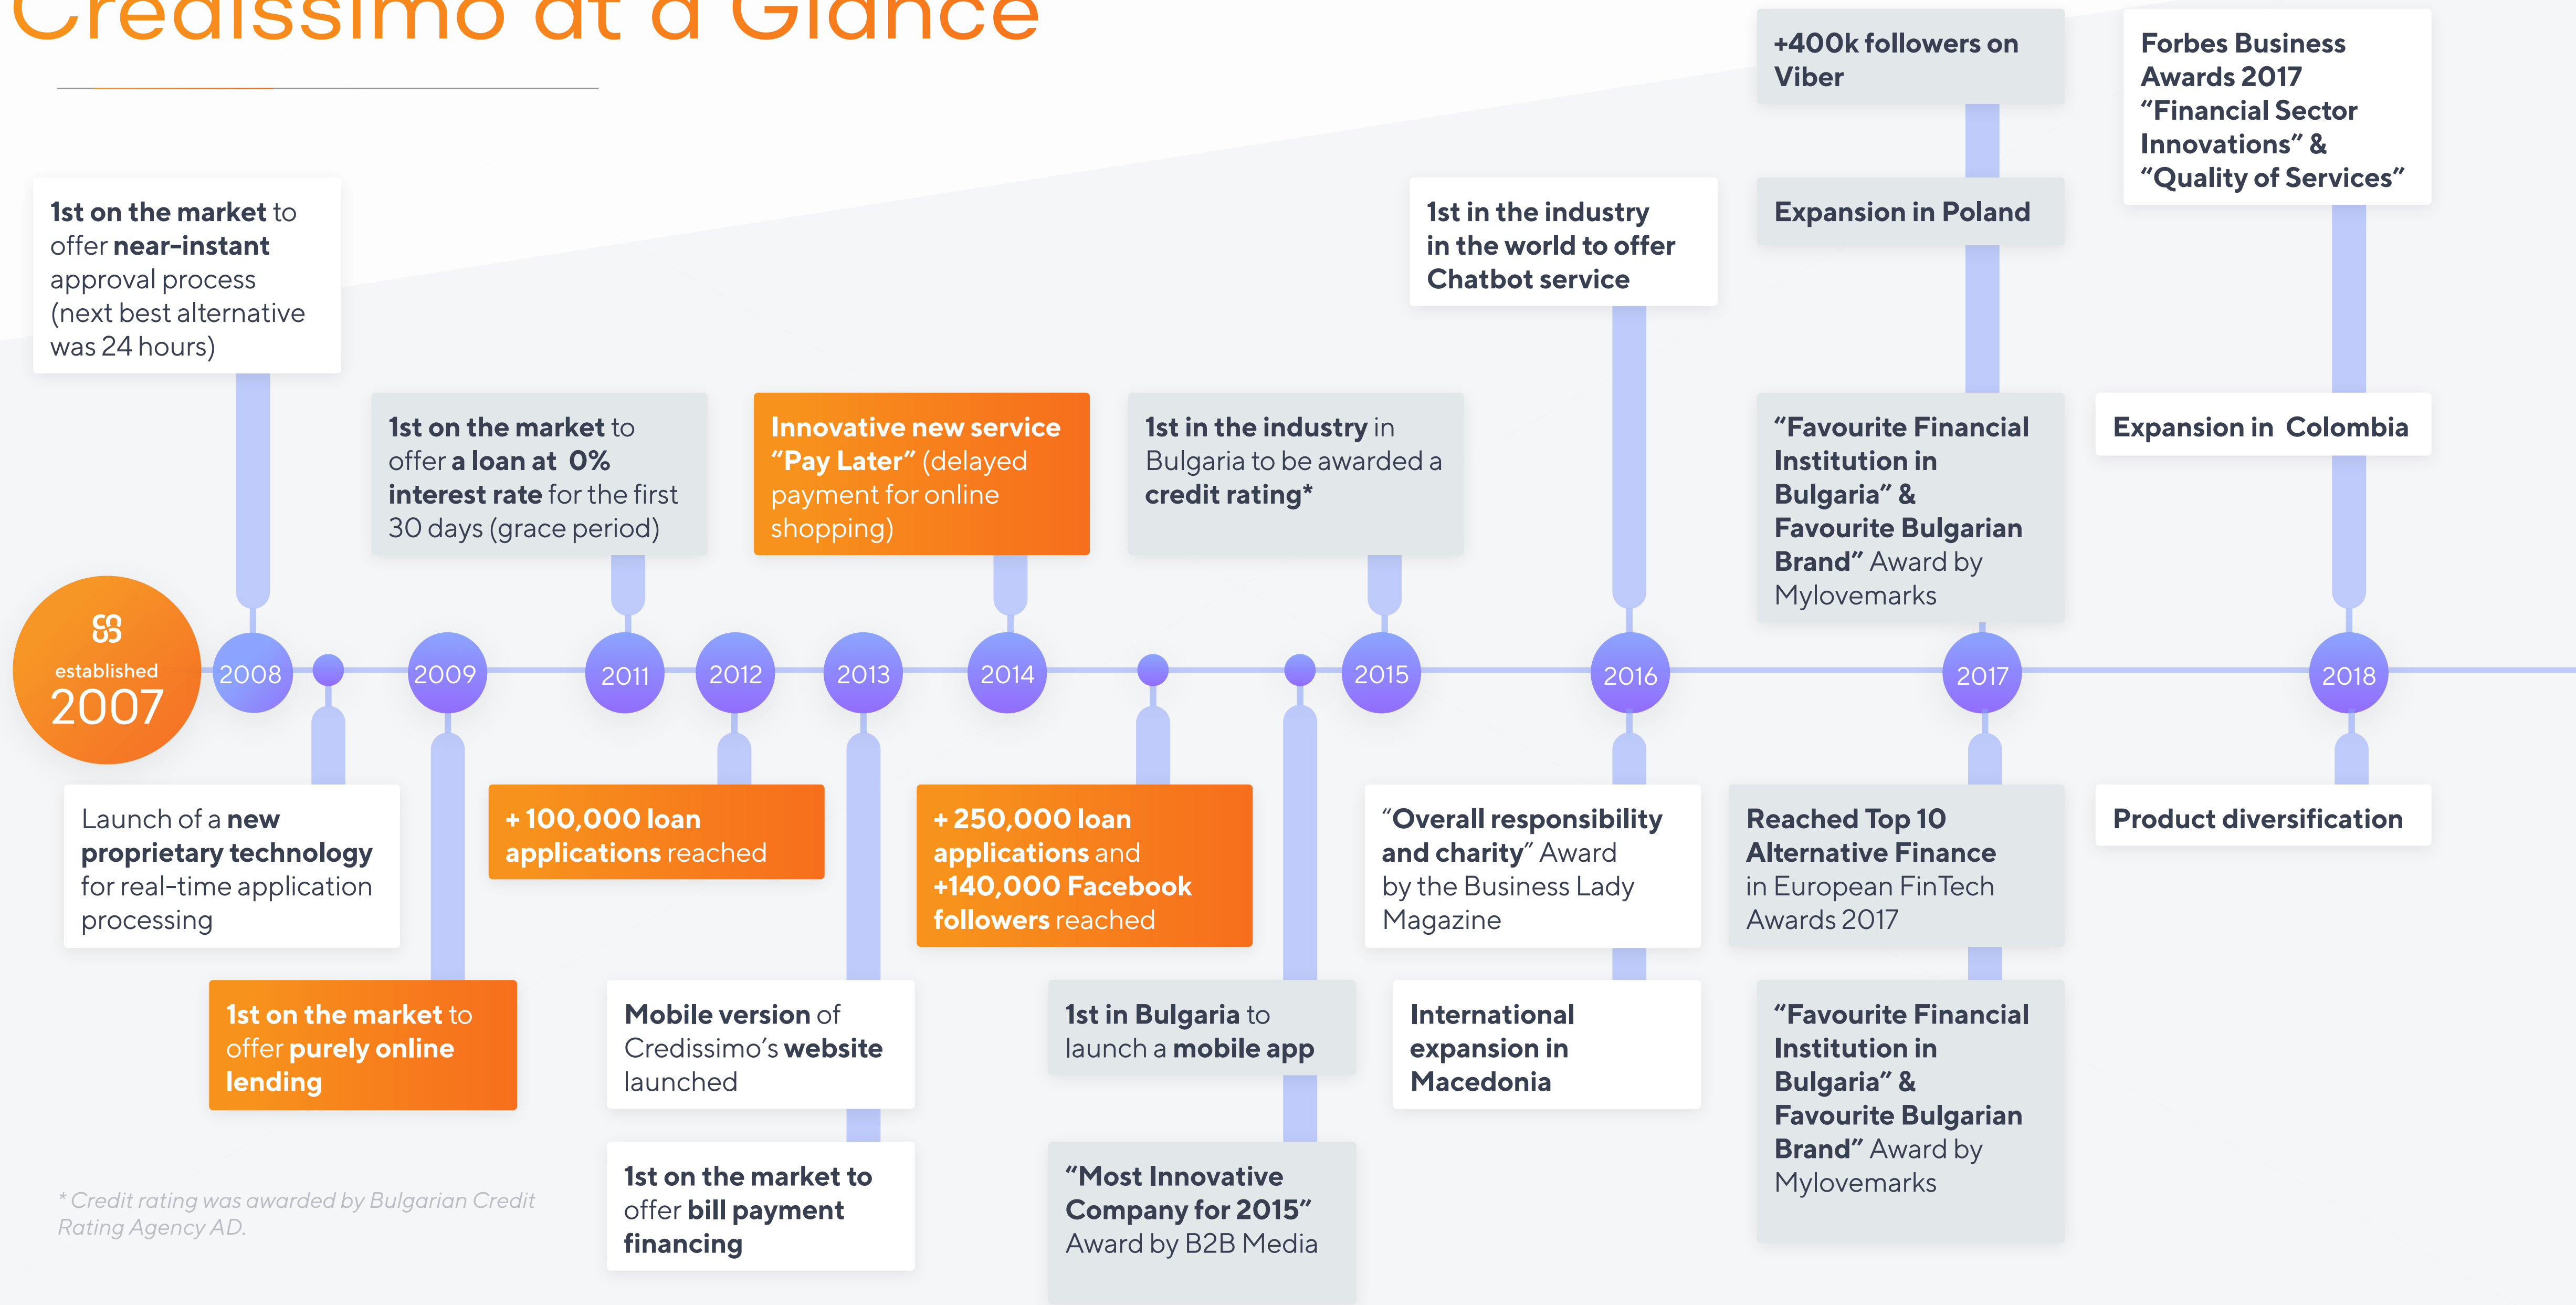 Credissimo at a Glance
1st on the market to
offer near-instant
approval process
(next best alternative
was 24 hours)
1st on the market to
offer a loan at 0%
interest rate for the first
30 days (grace period)
Innovative new service
“Pay Later” (delayed
payment for online
shopping)
1st in the industry in
Bulgaria to be awarded a
credit rating*
1st in the industry
in the world to offer
Chatbot service
+400k followers on
Viber
Expansion in Poland
“Favourite Financial
Institution in
Bulgaria” &
Favourite Bulgarian
Brand” Award by
Mylovemarks
Forbes Business
Awards 2017
“Financial Sector
Innovations” &
“Quality of Services”
Expansion in Colombia
established
2007
2008
2009
2011
2012
2013
2014
2015
2016
2017
2018
Launch of a new
proprietary technology
for real-time application
processing
1st on the market to
offer purely online
lending
+ 100,000 loan
applications reached
Mobile version of
Credissimo’s website
launched
1st on the market to
offer bill payment
financing
+ 250,000 loan
applications and
+140,000 Facebook
followers reached
1st in Bulgaria to
launch a mobile app
“Most Innovative
Company for 2015”
Award by B2B Media
“Overall responsibility
and charity” Award
by the Business Lady
Magazine
International
expansion in
Macedonia
Reached Top 10
Alternative Finance
in European FinTech
Awards 2017
“Favourite Financial
Institution in
Bulgaria” &
Favourite Bulgarian
Brand” Award by
Mylovemarks
Product diversification
* Credit rating was awarded by Bulgarian Credit
Rating Agency AD.